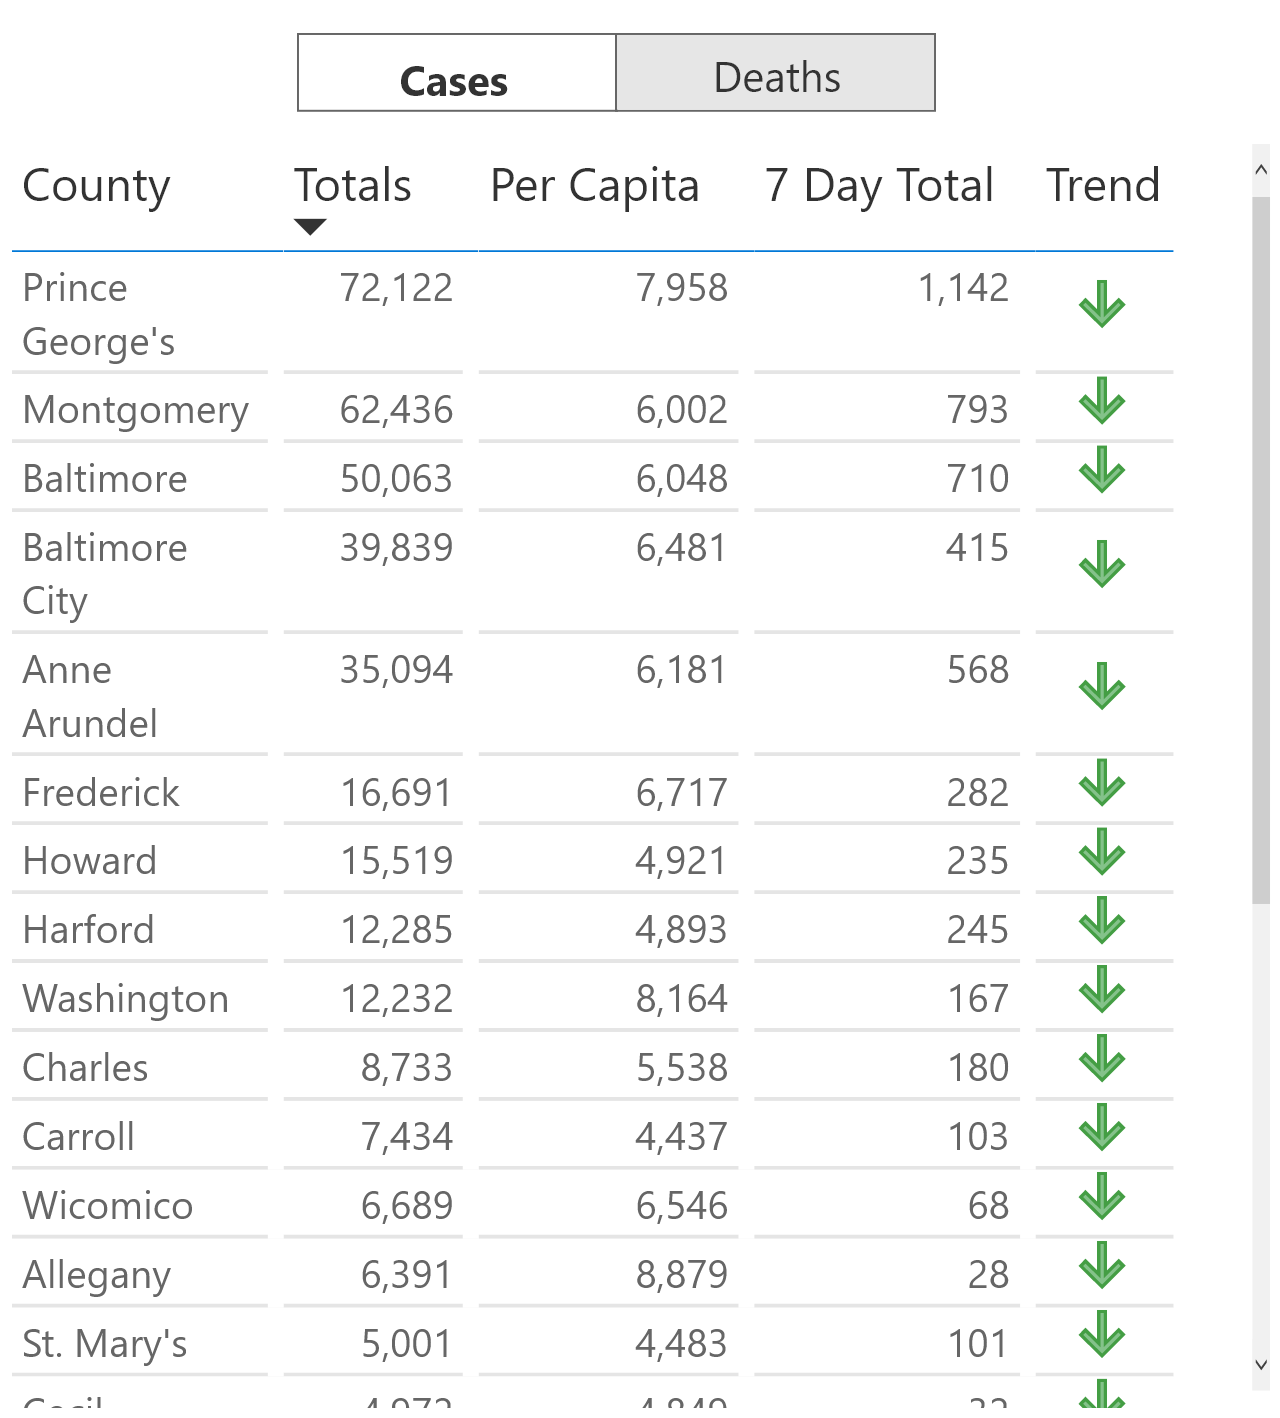 Cases Deaths
County Totals Per Capita 7 Day Total Trend
Prince 72,122 7,958 1,142
George's
Montgomery 62,436 6,002 793
Baltimore 50,063 6,048 710
Baltimore 39,839 6,481 415
City
Anne 35,094 6,181 568
Arundel
Frederick 16,691 6,717 282
Howard 15,519 4,921 235
Harford 12,285 4,893 245
Washington 12,232 8,164 167
Charles 8,733 5,538 180
Carroll 7,434 4,437 103
Wicomico 6,689 6,546 68
Allegany 6,391 8,879 28
St. Mary's 5,001 4,483 101
Cecil